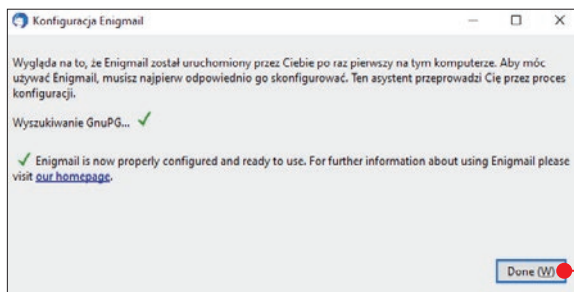 Konfiguracja Enigmail
Wygląda na to, że Enigmail został uruchomiony przez Ciebie po raz pierwszy na tym komputerze. Aby móc
używać Enigmail, musisz najpierw odpowiednio go skonfigurować. Ten asystent przeprowadzi Cię przez proces
konfiguracji.
Wyszukiwanie GnuPG...
Enigmail is now properly configured and ready to use. For further information about using Enigmail please
visit our homepage.
Done (W)